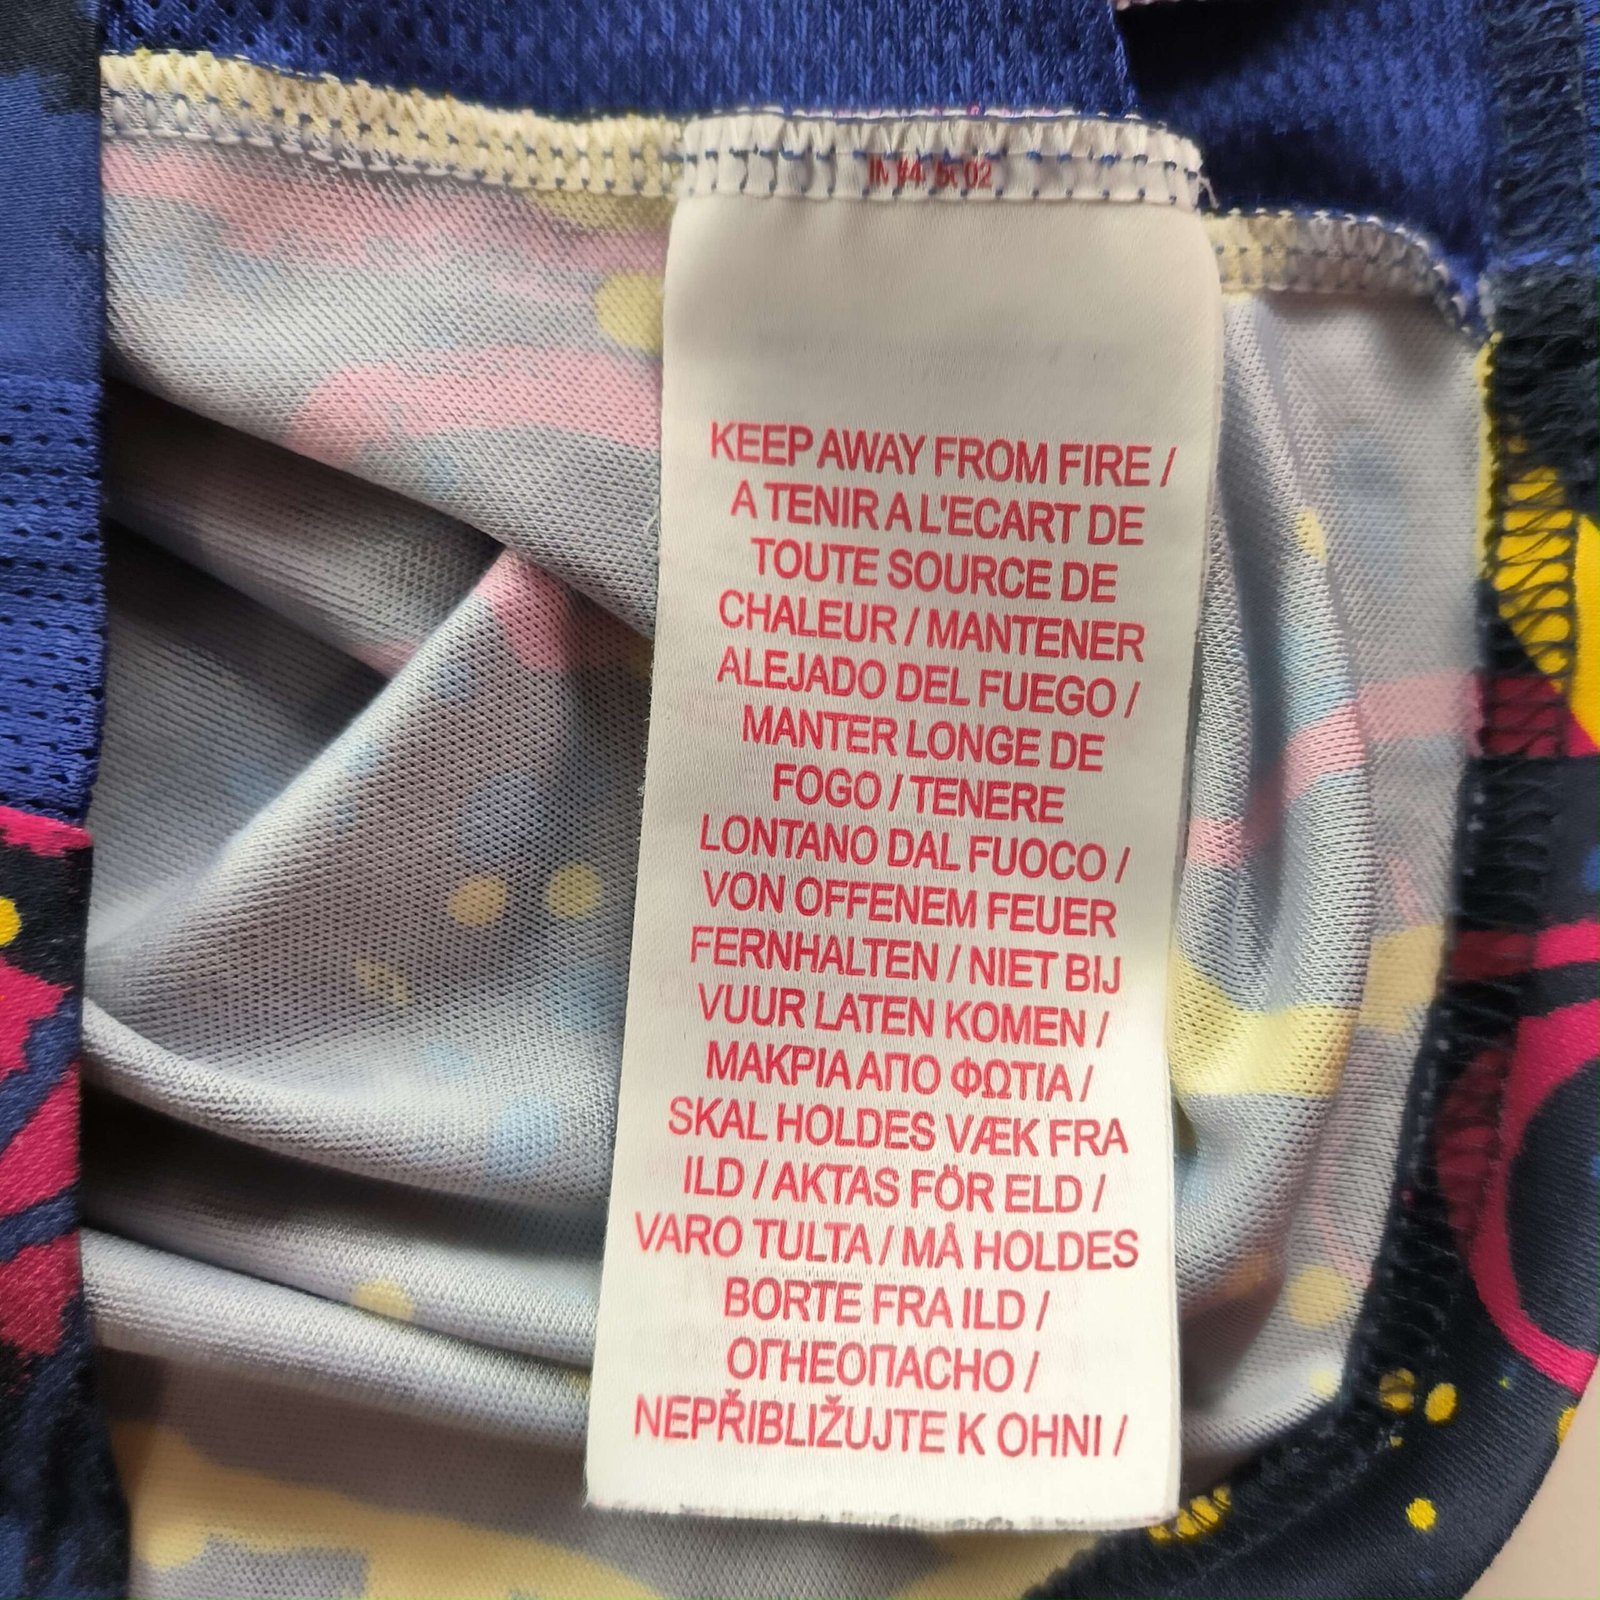 KEEP AWAY FROM FIRE /
A TENIR A L'ECART DE
TOUTE SOURCE DE
CHALEUR / MANTENER
ALEJADO DEL FUEGO /
MANTER LONGE DE
FOGO / TENERE
LONTANO DAL FUOCO /
VON OFFENEM FEUER
FERNHALTEN / NIET BIJ
VUUR LATEN KOMEN /
ΜΑΚΡΙΑ ΑΠΟ ΦΩΤΙΑ /
SKAL HOLDES VÆK FRA
ILD / AKTAS FÖR ELD /
VARO TULTA / MÅ HOLDES
BORTE FRA ILD /
ОГНЕОПАСНО /
NEPŘIBLIŽUJTE K OHNI /